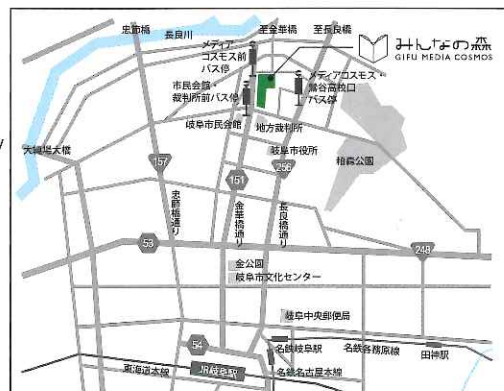 忠節橋
長良川
至金華橋
至長良橋
みんなの森
GIFU MEDIA COSMOS
メディア
コスモス前
バス停
市民会館・
裁判所前バス停
メディアコスモス・
鶯谷高校口
バス停
岐阜市民会館
地方裁判所
大縄場大橋
岐阜市役所
柏森公園
157
151
256
忠節橋通り
金華橋通り
長良橋通り
53
248
金公園
岐阜市文化センター
岐阜中央郵便局
54
名鉄岐阜駅
名鉄各務原線
田神駅
東海道本線
JR岐阜駅
名鉄名古屋本線